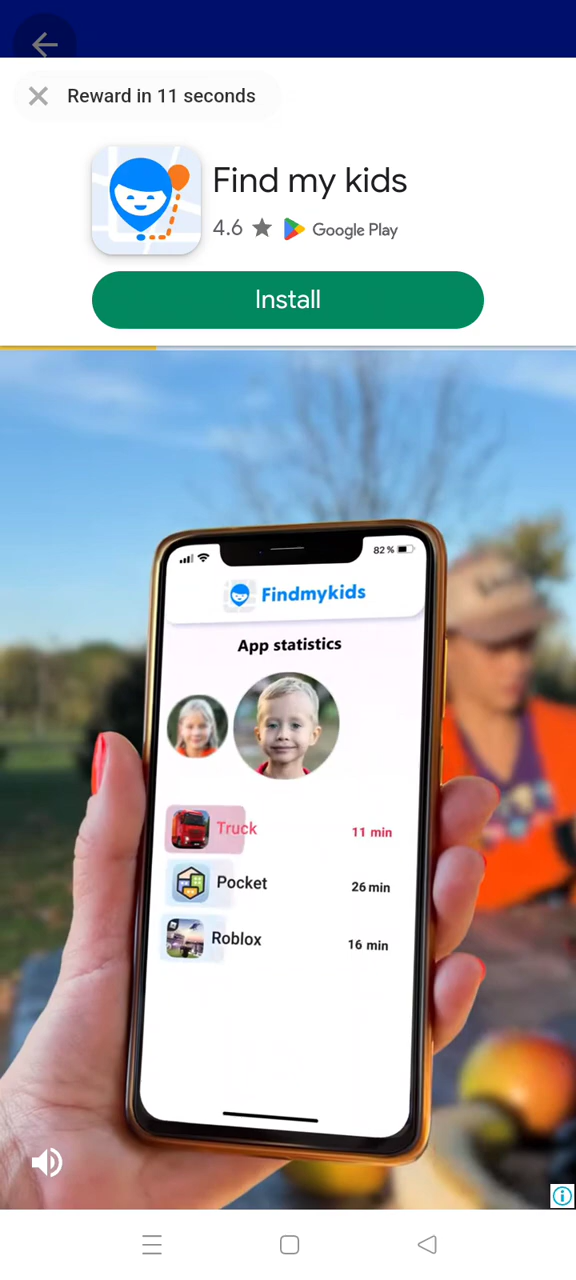 Reward in 11 seconds
Find my kids
4.6 ★ Google Play
Install
82%
Findmykids
App statistics
Truck 11 min
Pocket 26 min
Roblox 16 min